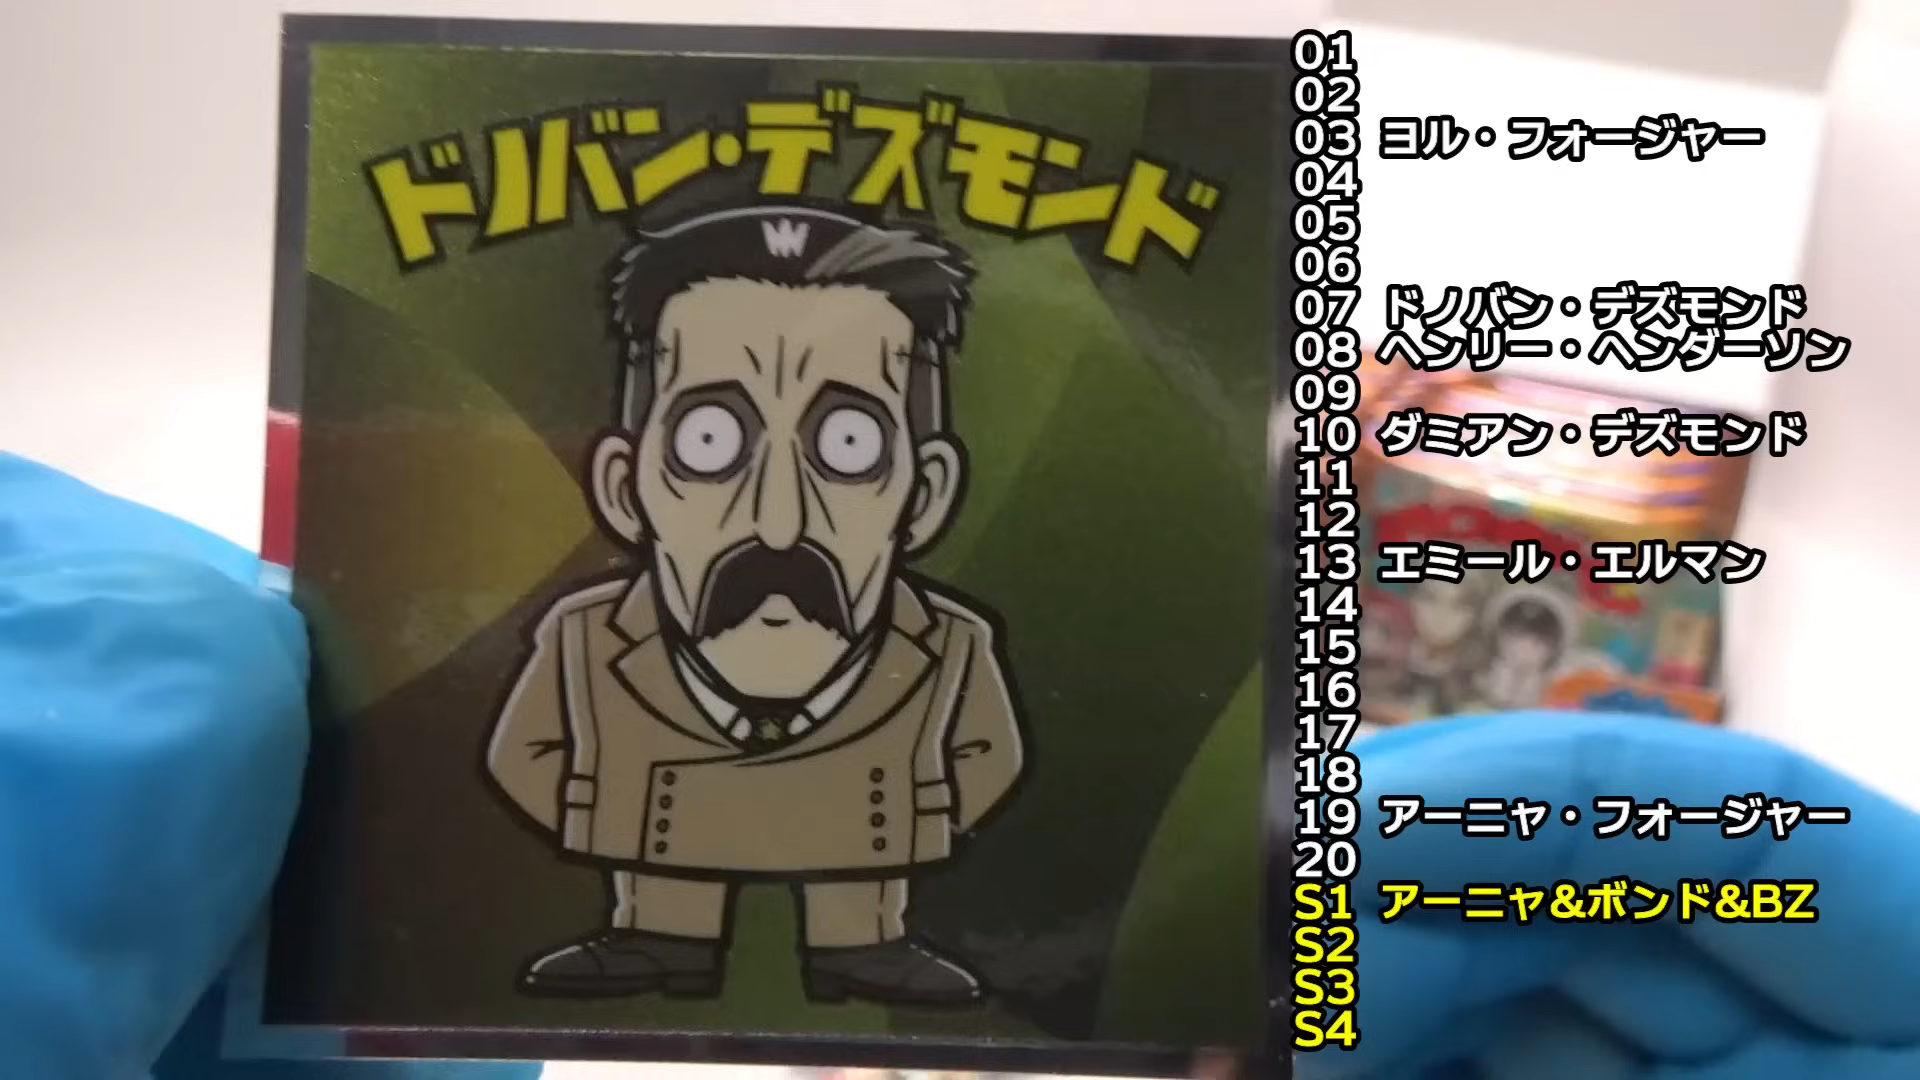 ドノバン・デズモンド
01
02
03 ヨル・フォージャー
04
05
06
07 ドノバン・デズモンド
08 ヘンリー・ヘンダーソン
09
10 ダミアン・デズモンド
11
12
13 エミール・エルマン
14
15
16
17
18
19 アーニャ・フォージャー
20
S1 アーニャ&ボンド&BZ
S2
S3
S4